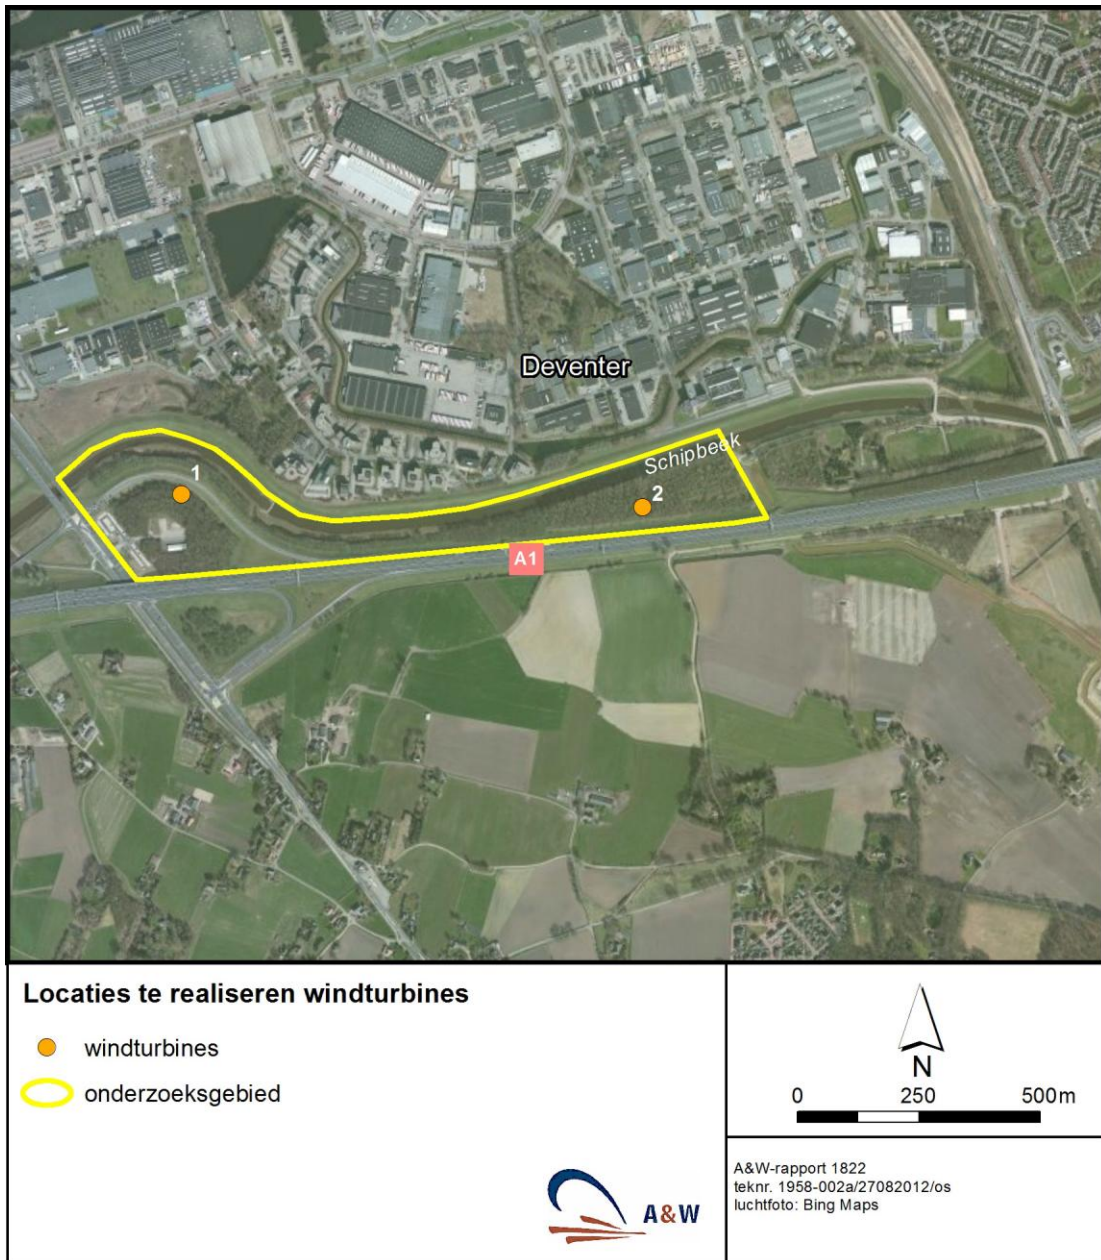 Deventer
Schipbeek
1
2
A1
Locaties te realiseren windturbines
windturbines
onderzoeksgebied
N
0 250 500m
A&W
A&W-rapport 1822
teknr. 1958-002a/27082012/os
luchtfoto: Bing Maps